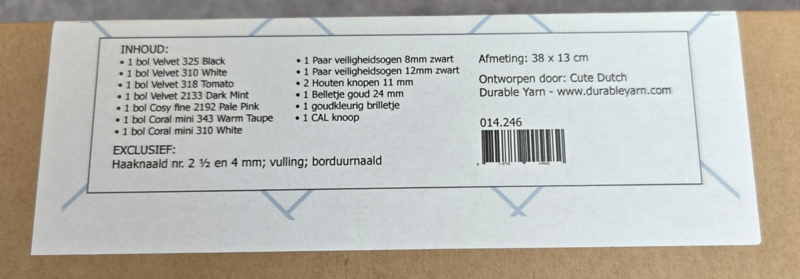 INHOUD:
• 1 bol Velvet 325 Black
• 1 bol Velvet 310 White
• 1 bol Velvet 318 Tomato
• 1 bol Velvet 2133 Dark Mint
• 1 bol Cosy fine 2192 Pale Pink
• 1 bol Coral mini 343 Warm Taupe
• 1 bol Coral mini 310 White
• 1 Paar veiligheidsogen 8mm zwart
• 1 Paar veiligheidsogen 12mm zwart
• 2 Houten knopen 11 mm
• 1 Belletje goud 24 mm
• 1 goudkleurig brilletje
• 1 CAL knoop
EXCLUSIEF:
Haaknaald nr. 2 ½ en 4 mm; vulling; borduurnaald
Afmeting: 38 x 13 cm
Ontworpen door: Cute Dutch
Durable Yarn - www.durableyarn.com
014.246